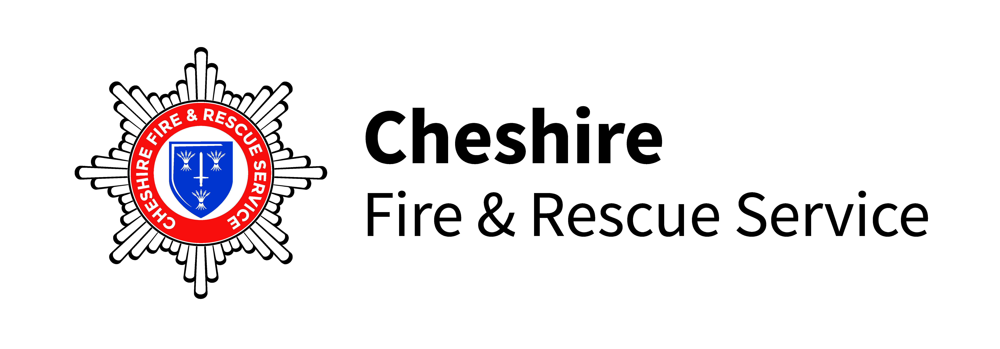 CHESHIRE FIRE & RESCUE SERVICE
Cheshire
Fire & Rescue Service